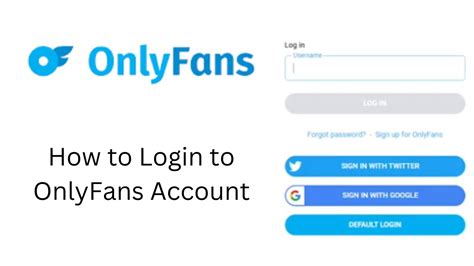 OnlyFans
How to Login to
OnlyFans Account
Log in
Username
LOG IN
Forgot password? - Sign up for OnlyFans
SIGN IN WITH TWITTER
G SIGN IN WITH GOOGLE
DEFAULT LOGIN